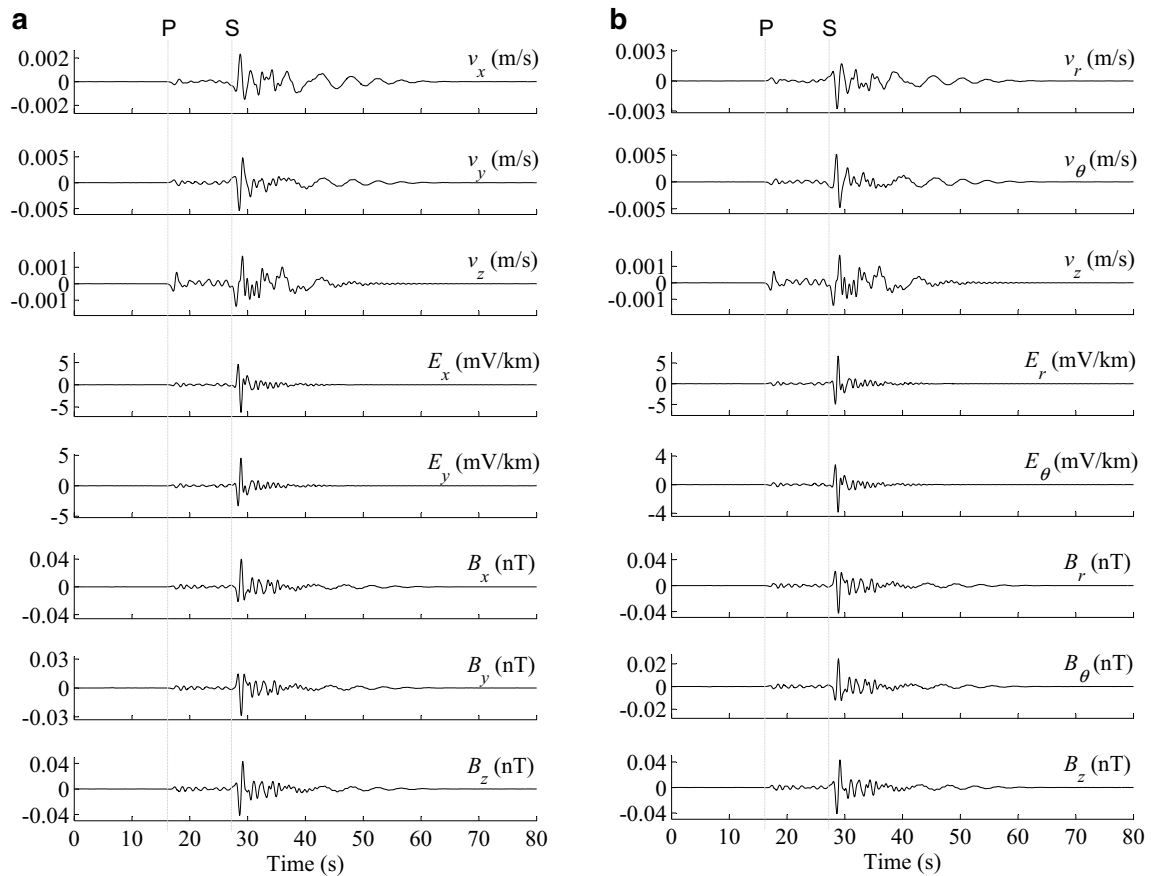 a
P S
v_x (m/s)
0.002
0
-0.002
v_y (m/s)
0.005
0
-0.005
v_z (m/s)
0.001
-0.001
E_x (mV/km)
5
0
-5
E_y (mV/km)
5
0
-5
B_x (nT)
0.04
0
-0.04
B_y (nT)
0.03
0
-0.03
B_z (nT)
0.04
0
-0.04
0 10 20 30 40 50 60 70 80
Time (s)
b
P S
v_r (m/s)
0.003
0
-0.003
v_θ (m/s)
0.005
0
-0.005
v_z (m/s)
0.001
-0.001
E_r (mV/km)
5
0
-5
E_θ (mV/km)
4
0
-4
B_r (nT)
0.04
0
-0.04
B_θ (nT)
0.02
0
-0.02
B_z (nT)
0.04
0
-0.04
0 10 20 30 40 50 60 70 80
Time (s)